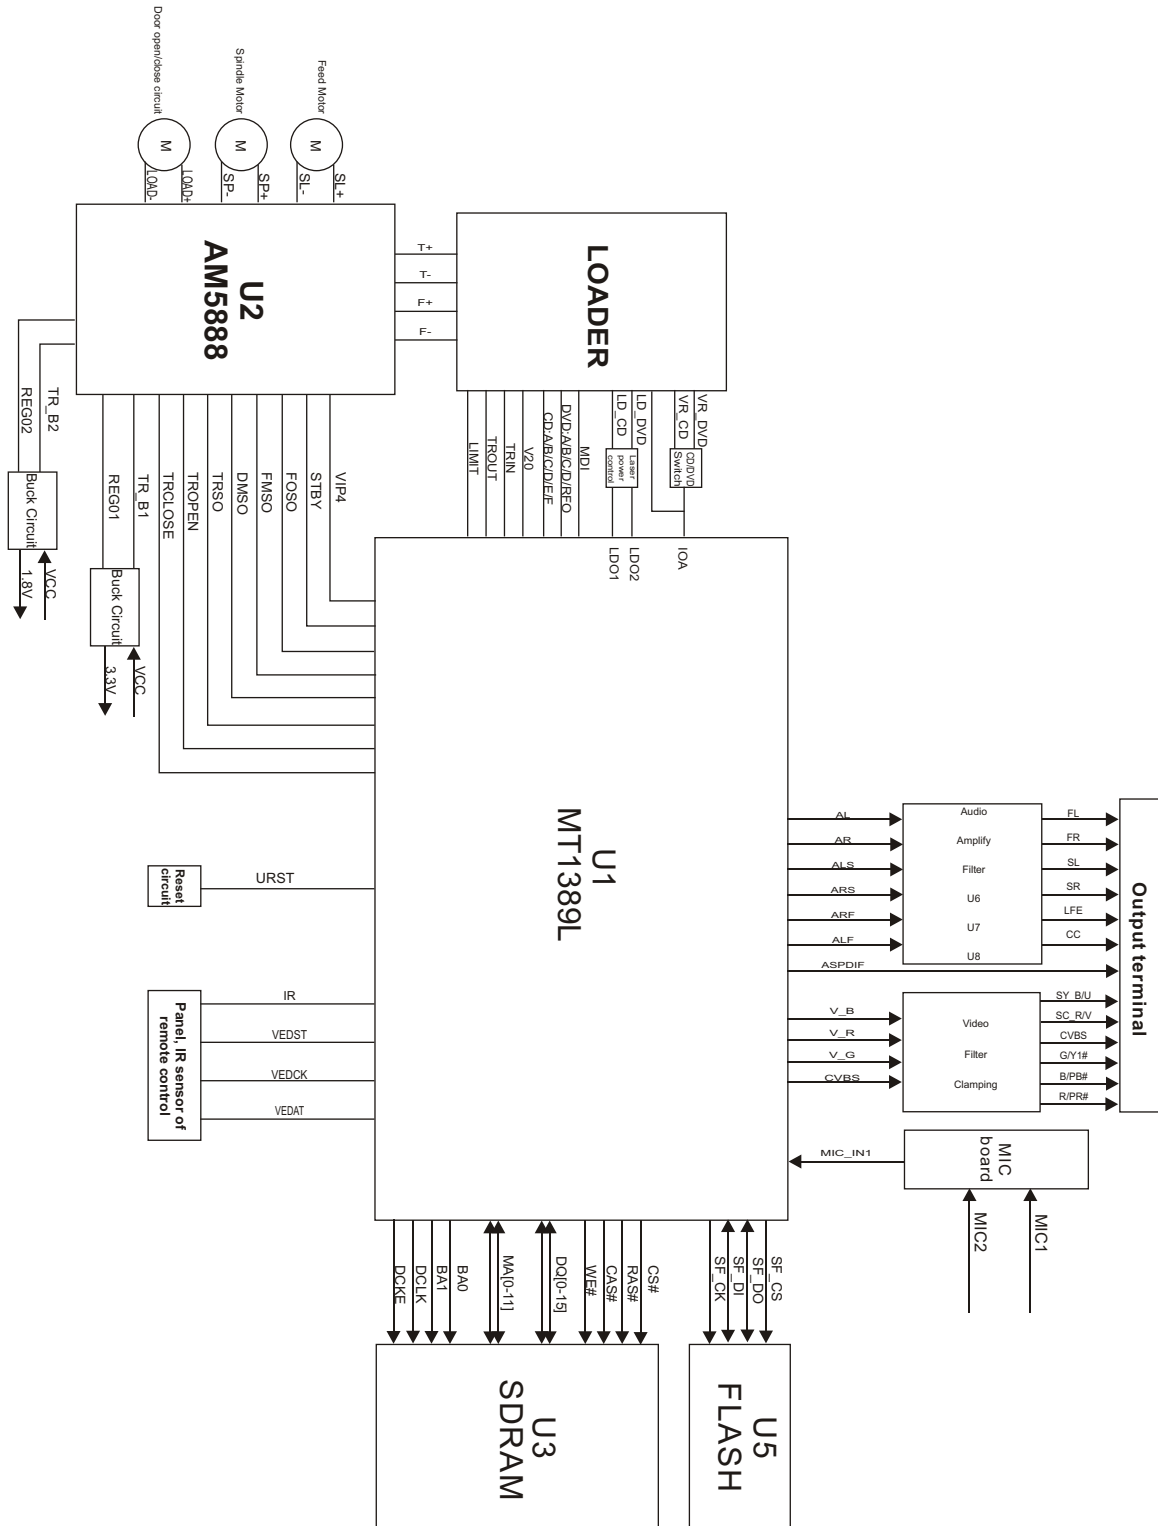 Door open/close circuit
Spindle Motor
Feed Motor
M
M
M
LOAD-
LOAD+
SP-
SP+
SL-
SL+
U2
AM5888
T+
T-
F+
F-
LOADER
TR_B2
REG02
Buck Circuit
VCC
1.8V
REG01
TR_B1
Buck Circuit
VCC
3.3V
TRCLOSE
TROPEN
TRSO
DMSO
FMSO
FOSO
STBY
VIP4
LIMIT
TROUT
TRIN
V20
CD:A/B/C/D/E/F
DVD:A/B/C/D/RFO
MDI
LD_CD
LD_DVD
VR_CD
VR_DVD
Laser
power
control
CD/DVD
Switch
LDO1
LDO2
IOA
U1
MT1389L
Reset
circuit
URST
Panel, IR sensor of
remote control
IR
VEDST
VEDCK
VEDAT
AL
AR
ALS
ARS
ARF
ALF
ASPDIF
Audio
Amplify
Filter
U6
U7
U8
FL
FR
SL
SR
LFE
CC
Output terminal
V_B
V_R
V_G
CVBS
Video
Filter
Clamping
SY_B/U
SC_R/V
CVBS
G/Y1#
B/PB#
R/PR#
MIC_IN1
MIC
board
MIC1
MIC2
DCKE
DCLK
BA1
BA0
MA[0-11]
DQ[0-15]
WE#
CAS#
RAS#
CS#
SF_CK
SF_DI
SF_DO
SF_CS
U3
SDRAM
U5
FLASH